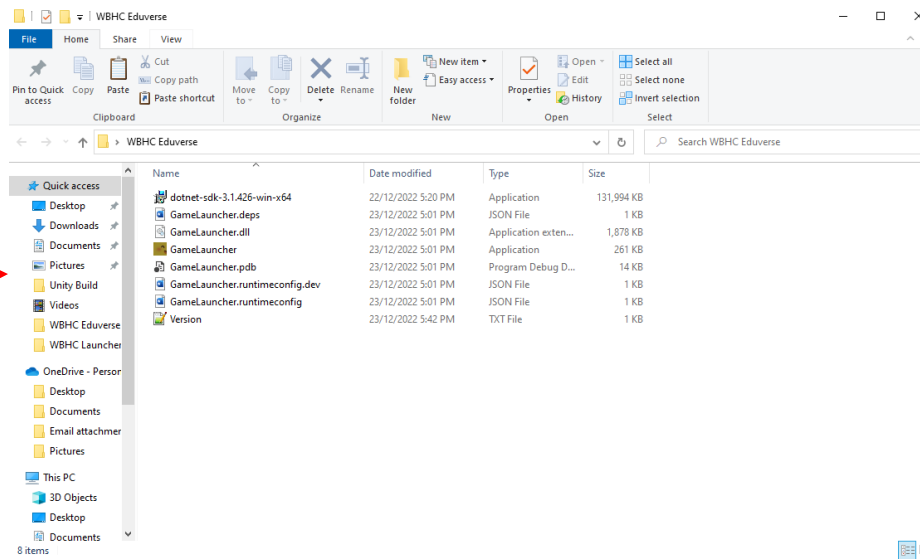 WBHC Eduverse
File Home Share View
Pin to Quick access
Copy
Paste
Cut
Copy path
Paste shortcut
Clipboard
Move to
Copy to
Delete
Rename
Organize
New folder
New item
Easy access
New
Properties
Open
Edit
History
Open
Select all
Select none
Invert selection
Select
WBHC Eduverse
Search WBHC Eduverse
Quick access
Desktop
Downloads
Documents
Pictures
Unity Build
Videos
WBHC Eduverse
WBHC Launcher
OneDrive - Person
Desktop
Documents
Email attachmer
Pictures
This PC
3D Objects
Desktop
Documents
Name Date modified Type Size
dotnet-sdk-3.1.426-win-x64 22/12/2022 5:20 PM Application 131,994 KB
GameLauncher.deps 23/12/2022 5:01 PM JSON File 1 KB
GameLauncher.dll 23/12/2022 5:01 PM Application exten... 1,878 KB
GameLauncher 23/12/2022 5:01 PM Application 261 KB
GameLauncher.pdb 23/12/2022 5:01 PM Program Debug D... 14 KB
GameLauncher.runtimeconfig.dev 23/12/2022 5:01 PM JSON File 1 KB
GameLauncher.runtimeconfig 23/12/2022 5:01 PM JSON File 1 KB
Version 23/12/2022 5:42 PM TXT File 1 KB
8 items